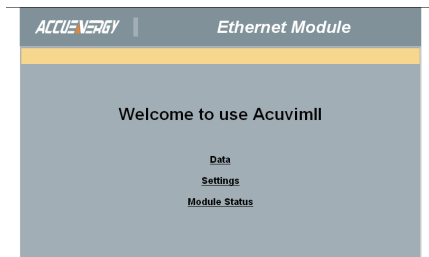 ACCUENERGY
Ethernet Module
Welcome to use AcuvimII
Data
Settings
Module Status